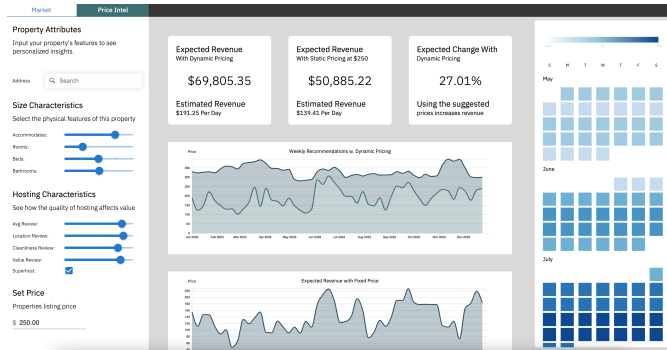 Market
Price Intel
Property Attributes
Input your property's features to see
personalized insights.
Address
Search
Size Characteristics
Select the physical features of this property
Accommodates:
Rooms:
Beds:
Bathrooms:
Hosting Characteristics
See how the quality of hosting affects value
Avg Review:
Location Review:
Cleanliness Review:
Value Review:
Superhost:
Set Price
Properties listing price
$ 250.00
Expected Revenue
With Dynamic Pricing
$69,805.35
Estimated Revenue
$191.25 Per Day
Expected Revenue
With Static Pricing at $250
$50,885.22
Estimated Revenue
$139.41 Per Day
Expected Change With
Dynamic Pricing
27.01%
Using the suggested
prices increases revenue
Price
Weekly Recommendations w. Dynamic Pricing
Price
Expected Revenue with Fixed Price
S M T W T F S
May
June
July